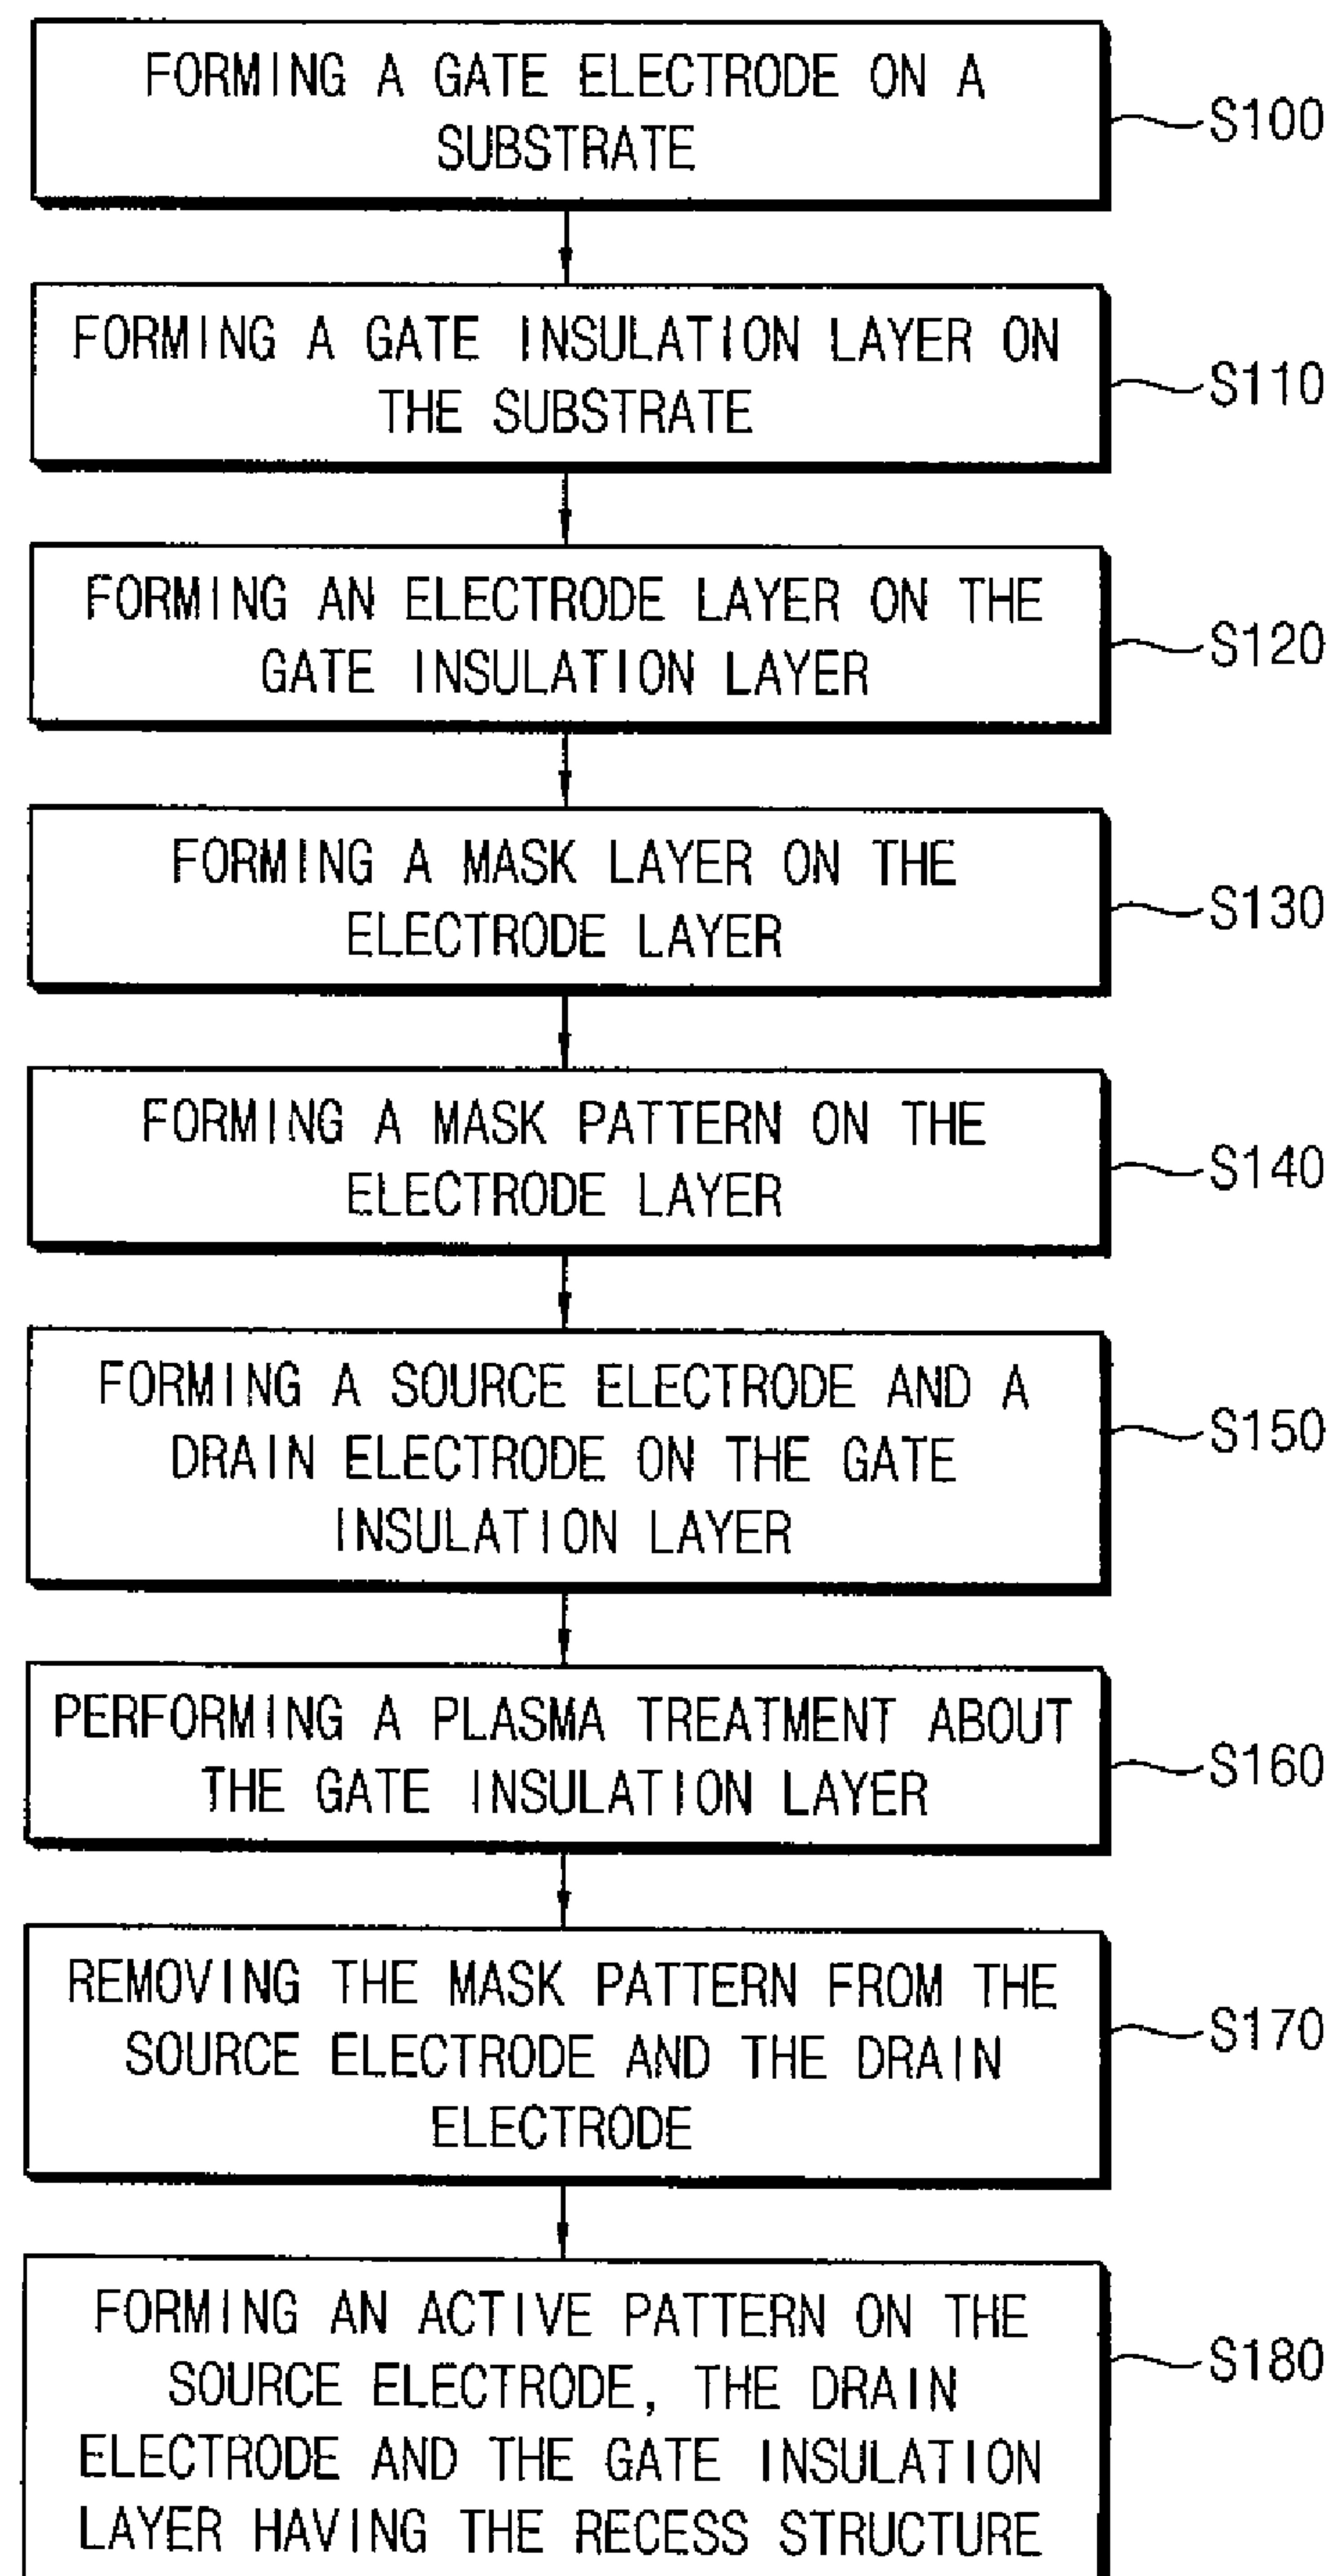 FORMING A GATE ELECTRODE ON A
SUBSTRATE
S100
FORMING A GATE INSULATION LAYER ON
THE SUBSTRATE
S110
FORMING AN ELECTRODE LAYER ON THE
GATE INSULATION LAYER
S120
FORMING A MASK LAYER ON THE
ELECTRODE LAYER
S130
FORMING A MASK PATTERN ON THE
ELECTRODE LAYER
S140
FORMING A SOURCE ELECTRODE AND A
DRAIN ELECTRODE ON THE GATE
INSULATION LAYER
S150
PERFORMING A PLASMA TREATMENT ABOUT
THE GATE INSULATION LAYER
S160
REMOVING THE MASK PATTERN FROM THE
SOURCE ELECTRODE AND THE DRAIN
ELECTRODE
S170
FORMING AN ACTIVE PATTERN ON THE
SOURCE ELECTRODE, THE DRAIN
ELECTRODE AND THE GATE INSULATION
LAYER HAVING THE RECESS STRUCTURE
S180